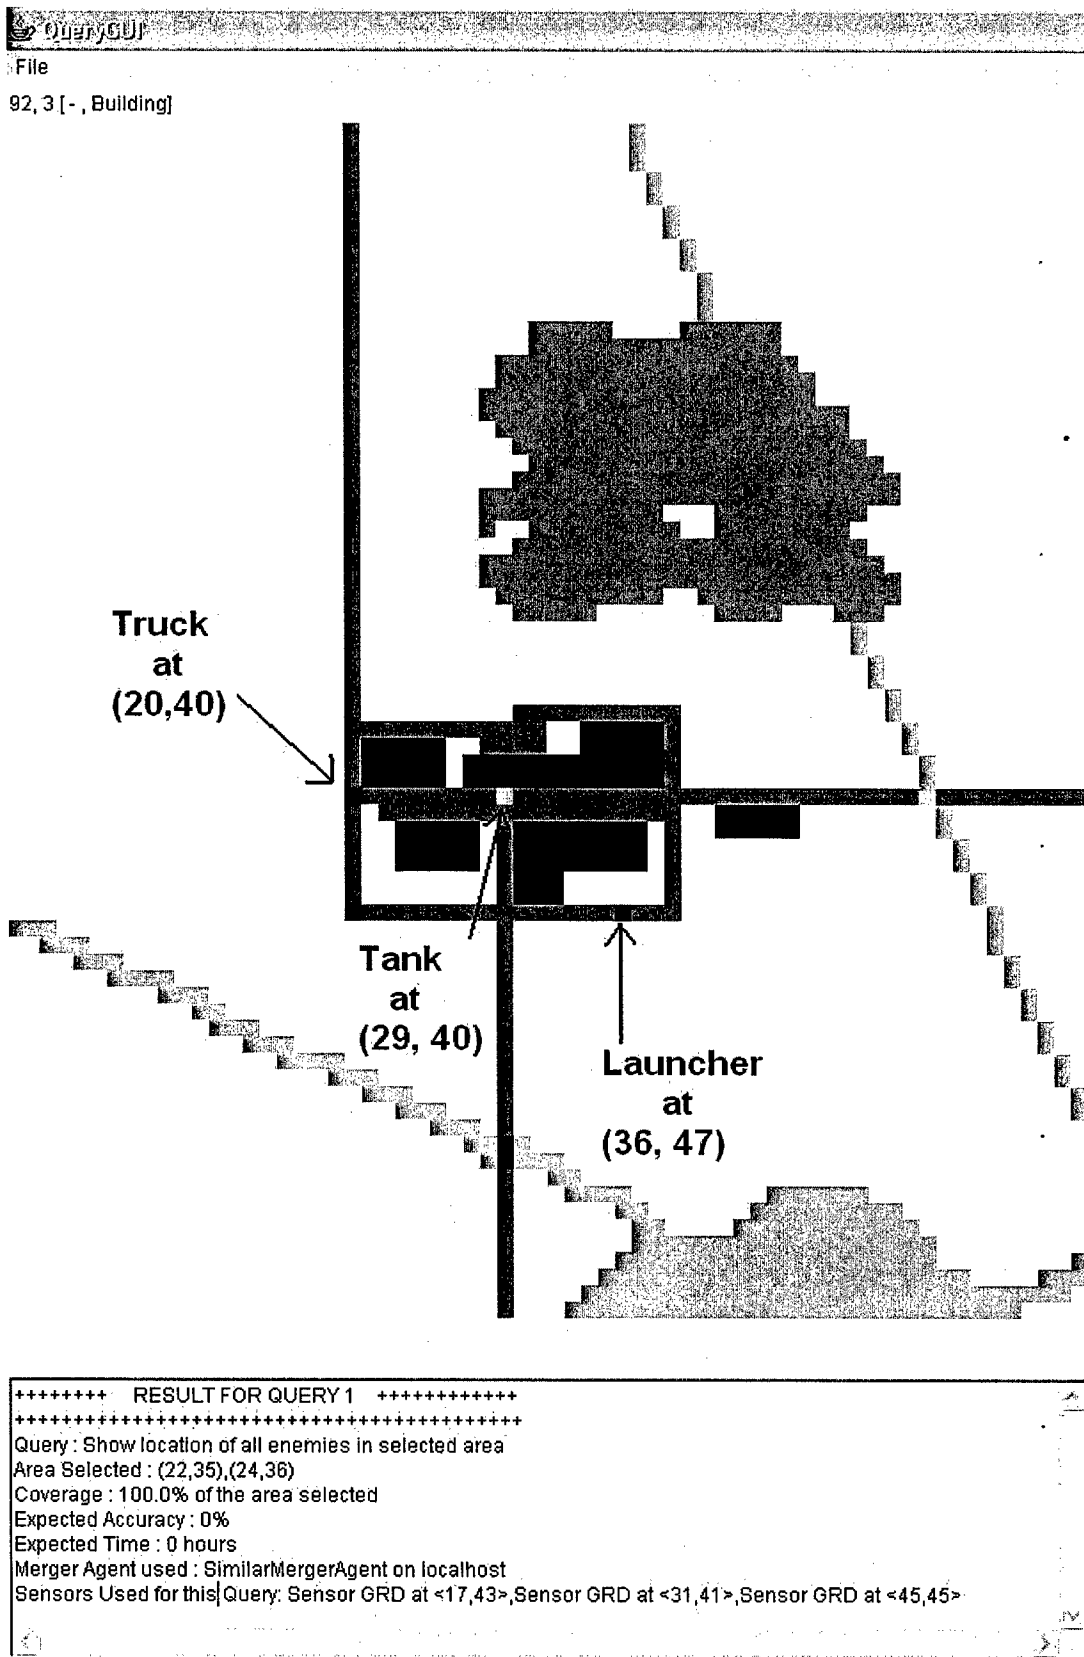 QueryGUI
File
92, 3 [- , Building]
Truck
at
(20,40)
Tank
at
(29, 40)
Launcher
at
(36, 47)
++++++++ RESULT FOR QUERY 1 ++++++++++++
+++++++++++++++++++++++++++++++++++++++++++
Query : Show location of all enemies in selected area
Area Selected : (22,35),(24,36)
Coverage : 100.0% of the area selected
Expected Accuracy : 0%
Expected Time : 0 hours
Merger Agent used : SimilarMergerAgent on localhost
Sensors Used for this Query: Sensor GRD at <17,43>,Sensor GRD at <31,41>,Sensor GRD at <45,45>